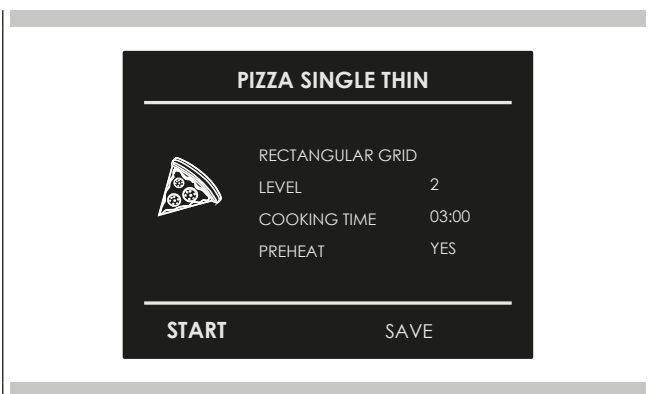 PIZZA SINGLE THIN
RECTANGULAR GRID
LEVEL 2
COOKING TIME 03:00
PREHEAT YES
START SAVE